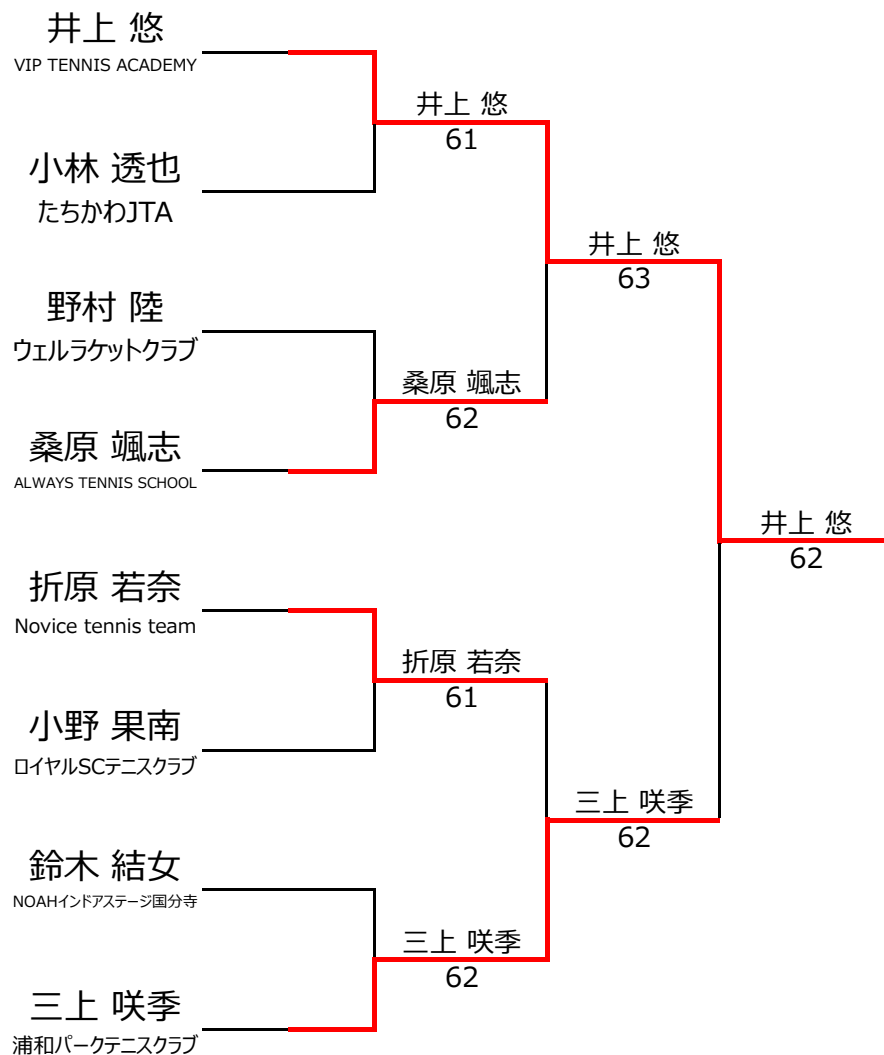 井上 悠
VIP TENNIS ACADEMY
井上 悠
61
小林 透也
たちかわJTA
井上 悠
63
野村 陸
ウェルラケットクラブ
桑原 颯志
62
桑原 颯志
ALWAYS TENNIS SCHOOL
井上 悠
62
折原 若奈
Novice tennis team
折原 若奈
61
小野 果南
ロイヤルSCテニスクラブ
三上 咲季
62
鈴木 結女
NOAHインドアステージ国分寺
三上 咲季
62
三上 咲季
浦和パークテニスクラブ